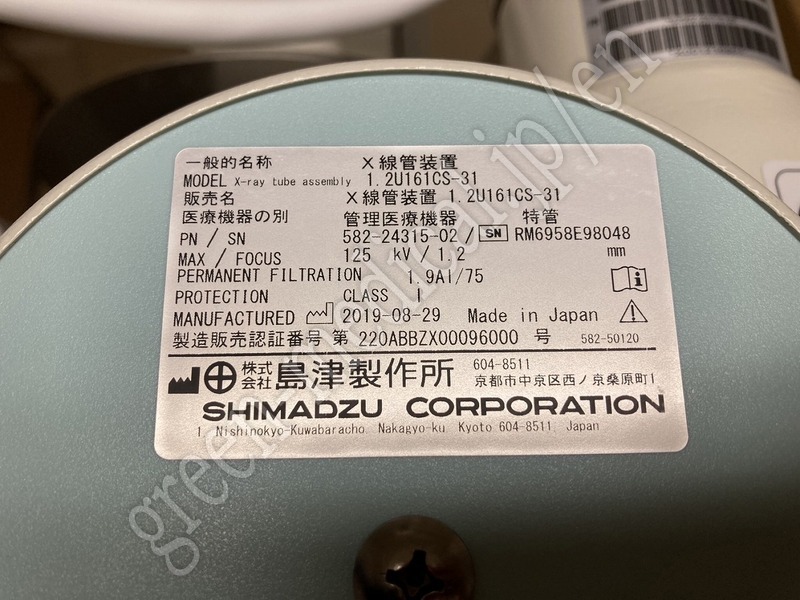 一般的名称 X線管装置
MODEL X-ray tube assembly 1.2U161CS-31
販売名 X線管装置 1.2U161CS-31
医療機器の別 管理医療機器 特管
PN / SN 582-24315-02 / SN RM6958E98048
MAX / FOCUS 125 kV / 1.2 mm
PERMANENT FILTRATION 1.9Al/75
PROTECTION CLASS I
MANUFACTURED 2019-08-29 Made in Japan
製造販売認証番号 第 220ABBZX00096000 号 582-50120
株式会社 島津製作所 604-8511
京都市中京区西ノ京桑原町1
SHIMADZU CORPORATION
1, Nishinokyo-Kuwabaracho, Nakagyo-ku, Kyoto 604-8511, Japan
green-medical.jp/en